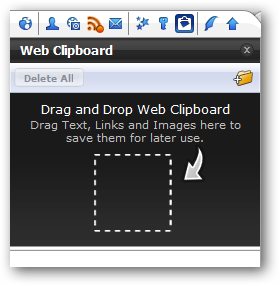 Web Clipboard
Delete All
Drag and Drop Web Clipboard
Drag Text, Links and Images here to
save them for later use.